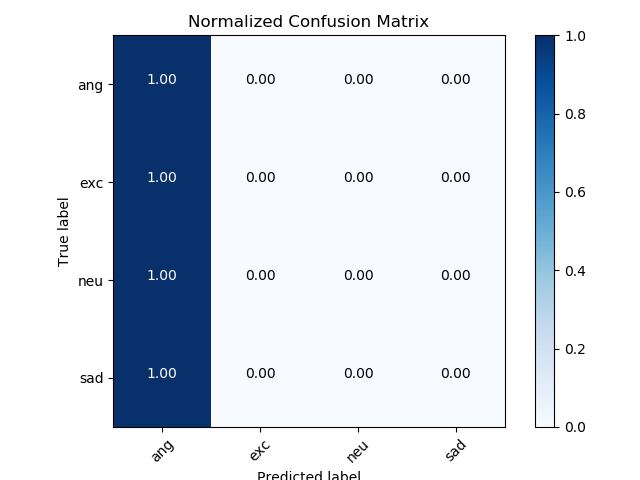 Normalized Confusion Matrix
True label
ang 1.00 0.00 0.00 0.00
exc 1.00 0.00 0.00 0.00
neu 1.00 0.00 0.00 0.00
sad 1.00 0.00 0.00 0.00
ang exc neu sad
Predicted label
1.0
0.8
0.6
0.4
0.2
0.0